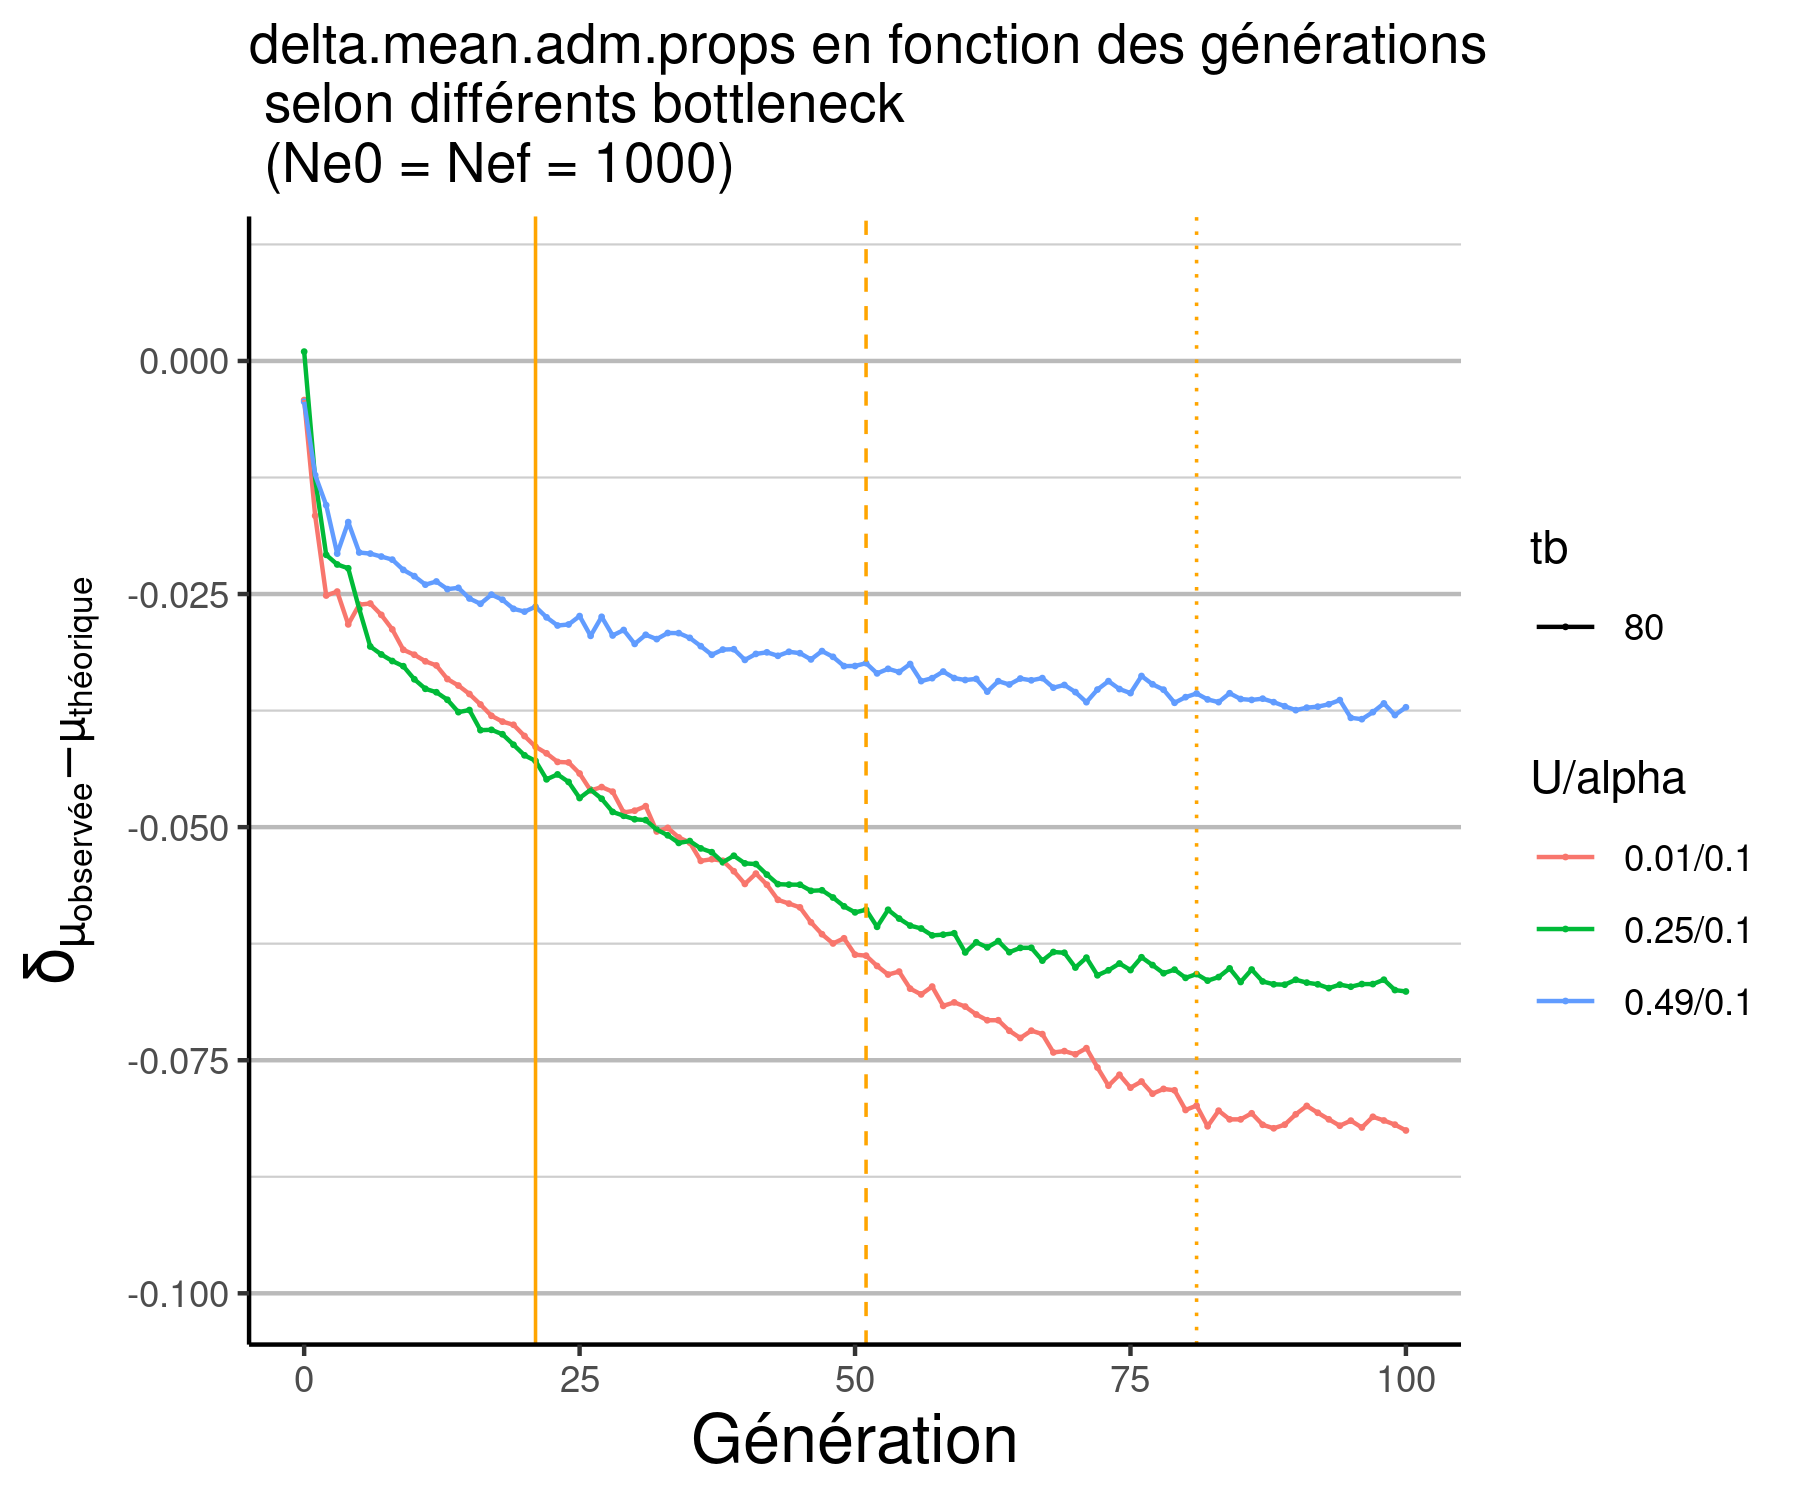 delta.mean.adm.props en fonction des générations
selon différents bottleneck
(Ne0 = Nef = 1000)
δμobservée−μthéorique
0.000
-0.025
-0.050
-0.075
-0.100
0
25
50
75
100
Génération
tb
80
U/alpha
0.01/0.1
0.25/0.1
0.49/0.1